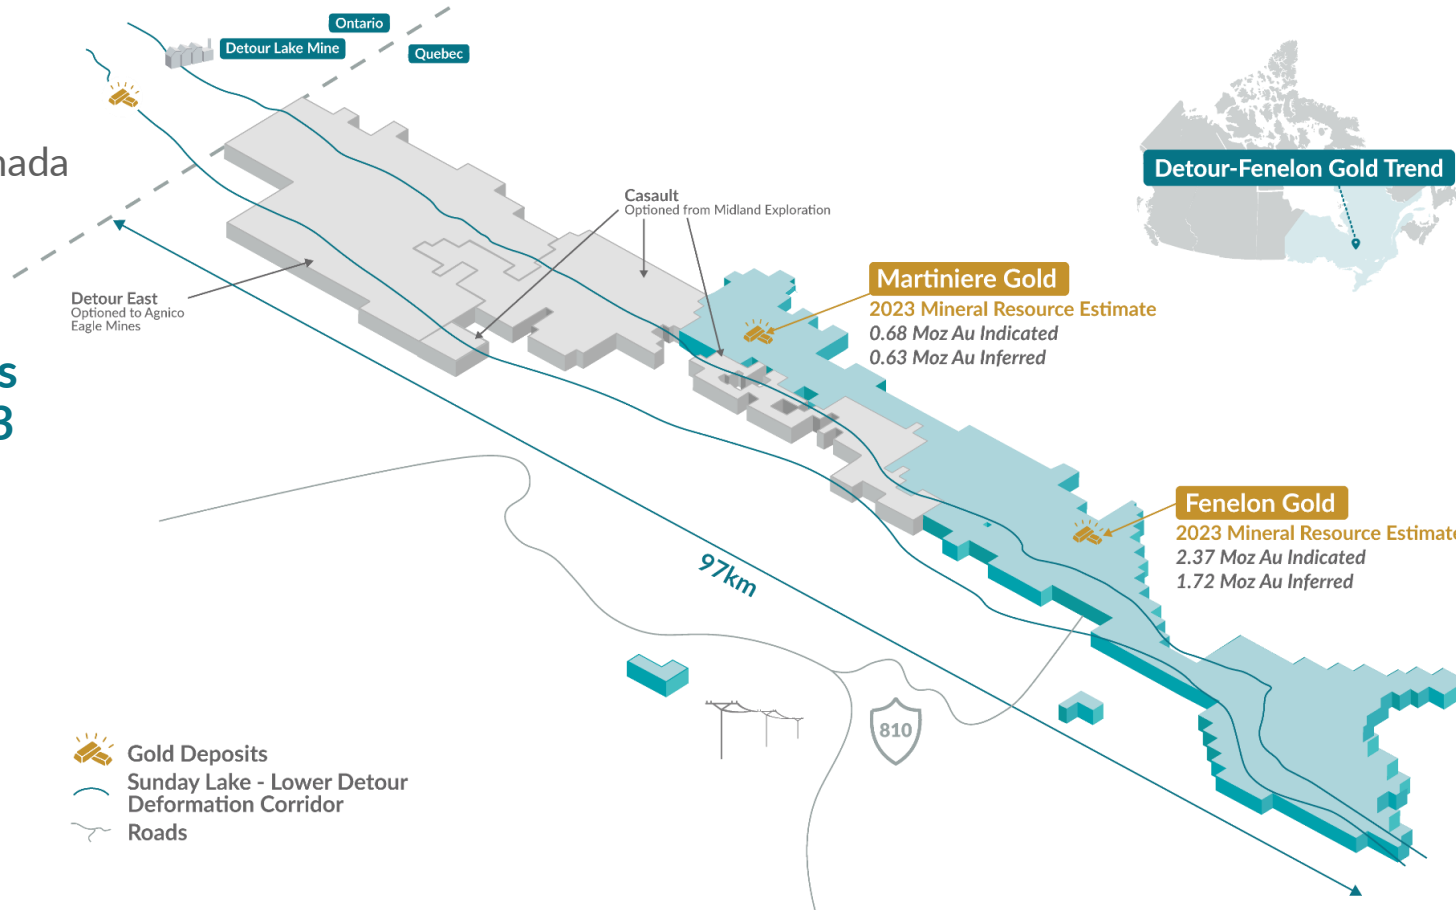 Ontario
Detour Lake Mine
Quebec
nada
Detour-Fenelon Gold Trend
Casault
Optioned from Midland Exploration
Martiniere Gold
2023 Mineral Resource Estimate
0.68 Moz Au Indicated
0.63 Moz Au Inferred
Detour East
Optioned to Agnico
Eagle Mines
s
3
Fenelon Gold
2023 Mineral Resource Estimate
2.37 Moz Au Indicated
1.72 Moz Au Inferred
97km
810
Gold Deposits
Sunday Lake - Lower Detour
Deformation Corridor
Roads